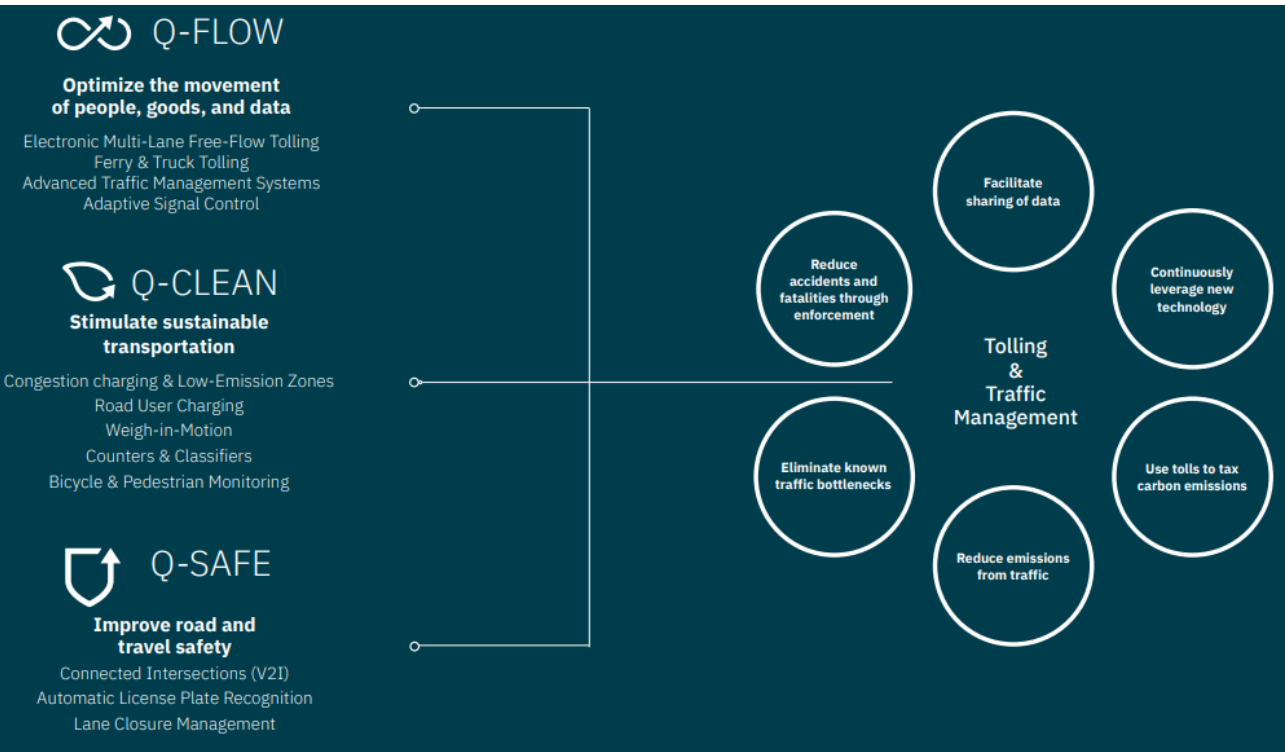 Q-FLOW
Optimize the movement
of people, goods, and data
Electronic Multi-Lane Free-Flow Tolling
Ferry & Truck Tolling
Advanced Traffic Management Systems
Adaptive Signal Control
Q-CLEAN
Stimulate sustainable
transportation
Congestion charging & Low-Emission Zones
Road User Charging
Weigh-in-Motion
Counters & Classifiers
Bicycle & Pedestrian Monitoring
Q-SAFE
Improve road and
travel safety
Connected Intersections (V2I)
Automatic License Plate Recognition
Lane Closure Management
Facilitate
sharing of data
Reduce
accidents and
fatalities through
enforcement
Continuously
leverage new
technology
Tolling
&
Traffic
Management
Eliminate known
traffic bottlenecks
Use tolls to tax
carbon emissions
Reduce emissions
from traffic